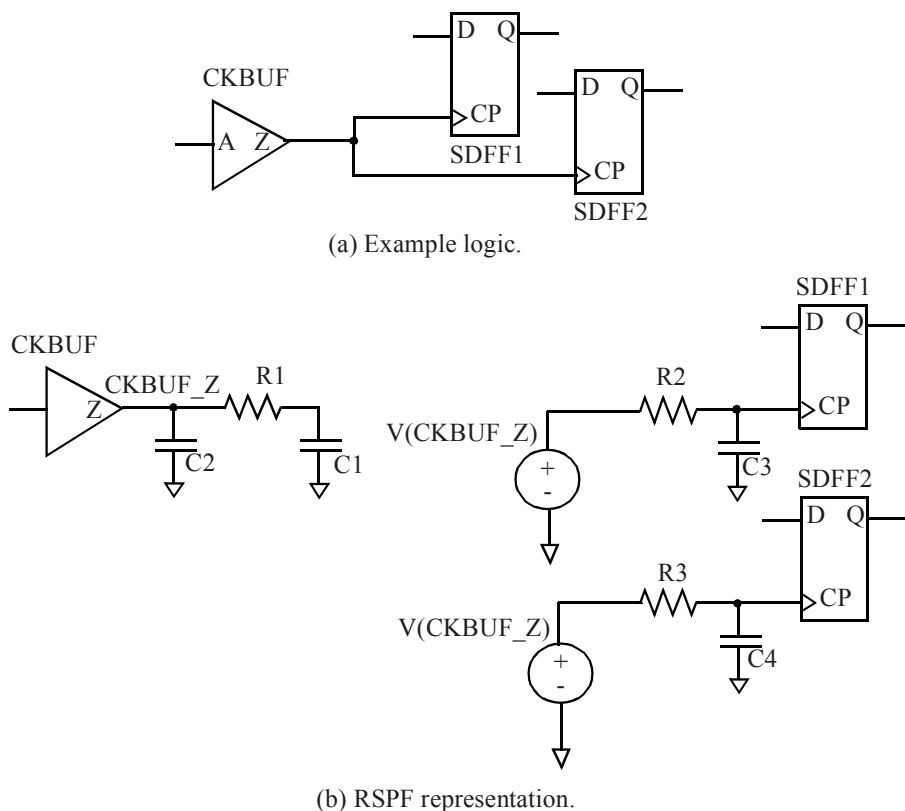 D Q
CKBUF
D Q
A Z
CP
SDFF1
CP
SDFF2
(a) Example logic.
SDFF1
D Q
CKBUF
CKBUF_Z
R1
R2
Z
CP
V(CKBUF_Z)
C2
C1
+
-
C3
SDFF2
D Q
R3
CP
V(CKBUF_Z)
+
-
C4
(b) RSPF representation.